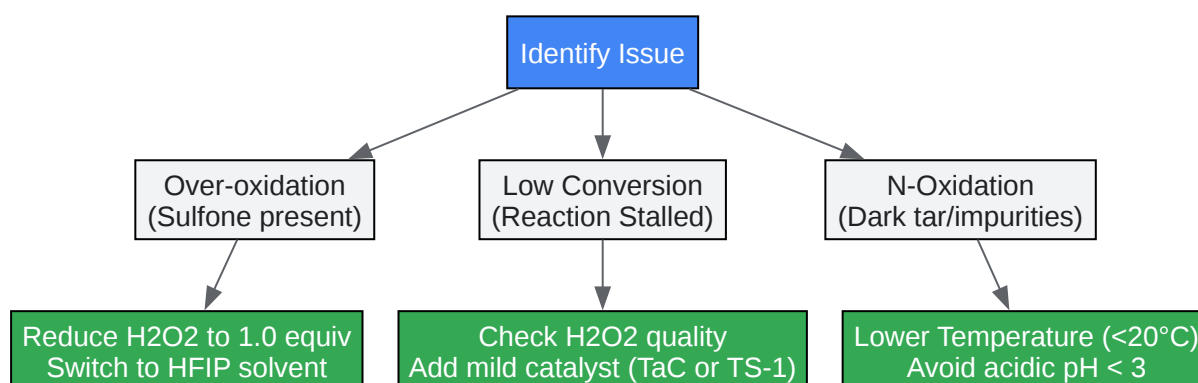 Identify Issue
Over-oxidation
(Sulfone present)
Low Conversion
(Reaction Stalled)
N-Oxidation
(Dark tar/impurities)
Reduce H2O2 to 1.0 equiv
Switch to HFIP solvent
Check H2O2 quality
Add mild catalyst (TaC or TS-1)
Lower Temperature (<20°C)
Avoid acidic pH < 3